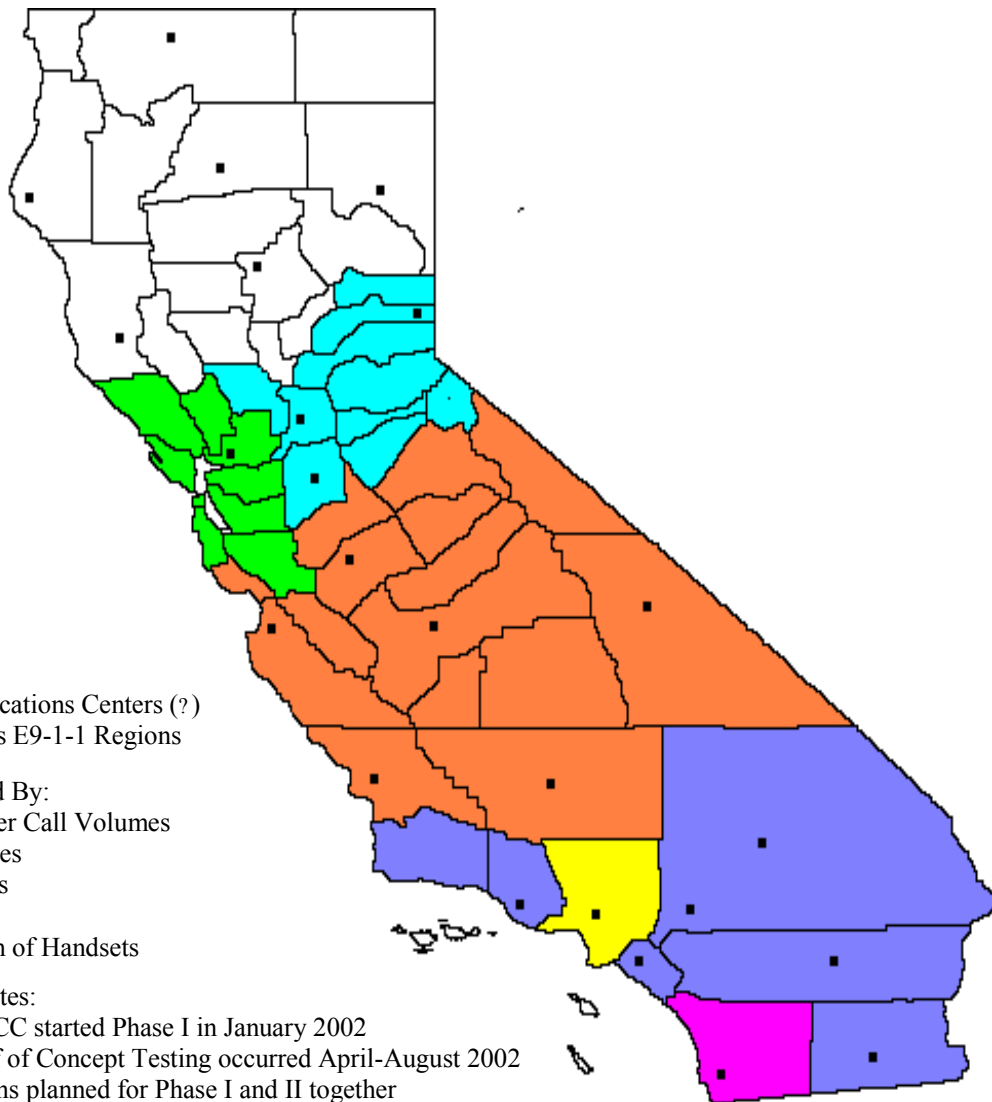 cations Centers (?)
s E9-1-1 Regions
d By:
er Call Volumes
es
s
n of Handsets
tes:
CC started Phase I in January 2002
f of Concept Testing occurred April-August 2002
ns planned for Phase I and II together